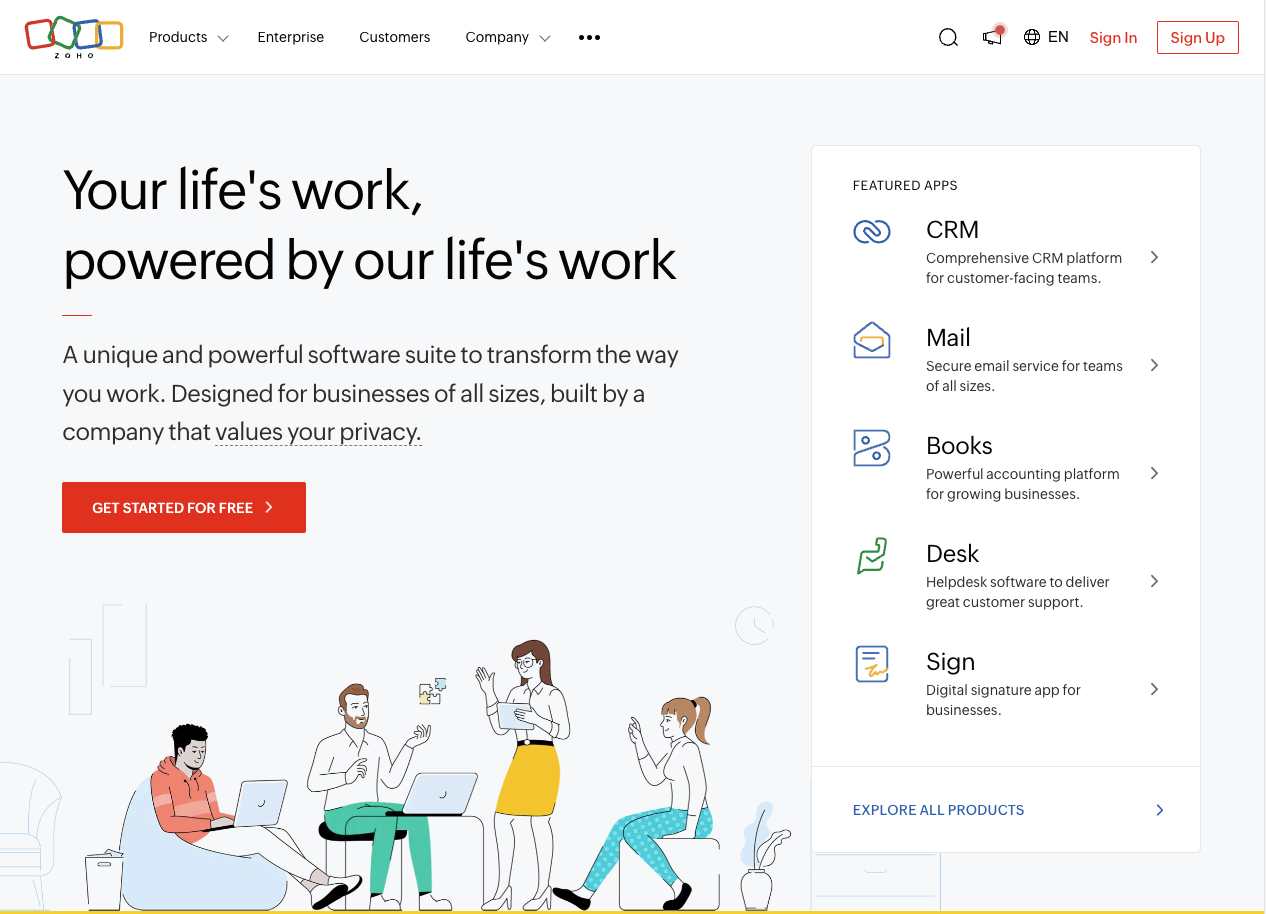 ZOHO
Products
Enterprise
Customers
Company
EN
Sign In
Sign Up
Your life's work,
powered by our life's work
A unique and powerful software suite to transform the way
you work. Designed for businesses of all sizes, built by a
company that values your privacy.
GET STARTED FOR FREE
FEATURED APPS
CRM
Comprehensive CRM platform
for customer-facing teams.
Mail
Secure email service for teams
of all sizes.
Books
Powerful accounting platform
for growing businesses.
Desk
Helpdesk software to deliver
great customer support.
Sign
Digital signature app for
businesses.
EXPLORE ALL PRODUCTS